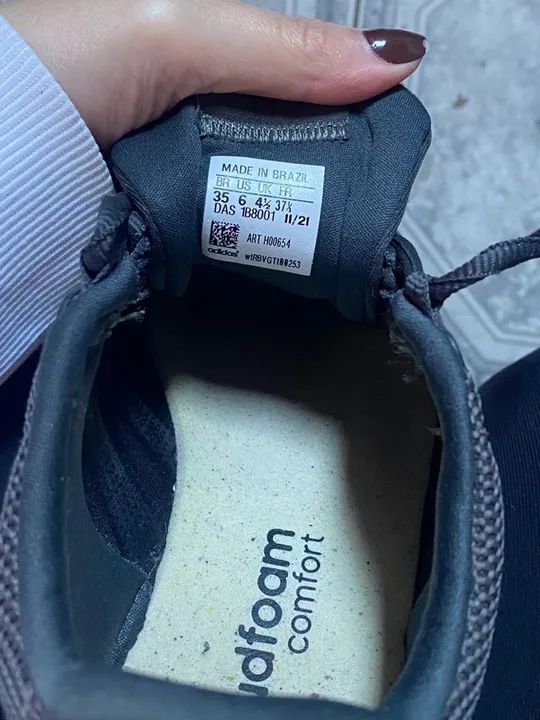 MADE IN BRAZIL
BR US UK FR
35 6 4½ 37⅓
DAS 1B8001 11/21
ART H00654
adidas
udfoam
comfort